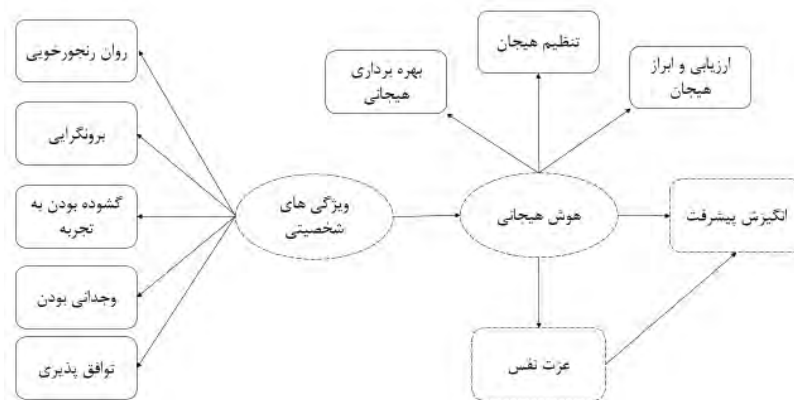 روان رنجورخویی
برونگرایی
گشوده بودن به
تجربه
وجدانی بودن
توافق پذیری
ویژگی های
شخصیتی
بهره برداری
هیجانی
تنظیم هیجان
ارزیابی و ابراز
هیجان
هوش هیجانی
انگیزش پیشرفت
عزت نفس